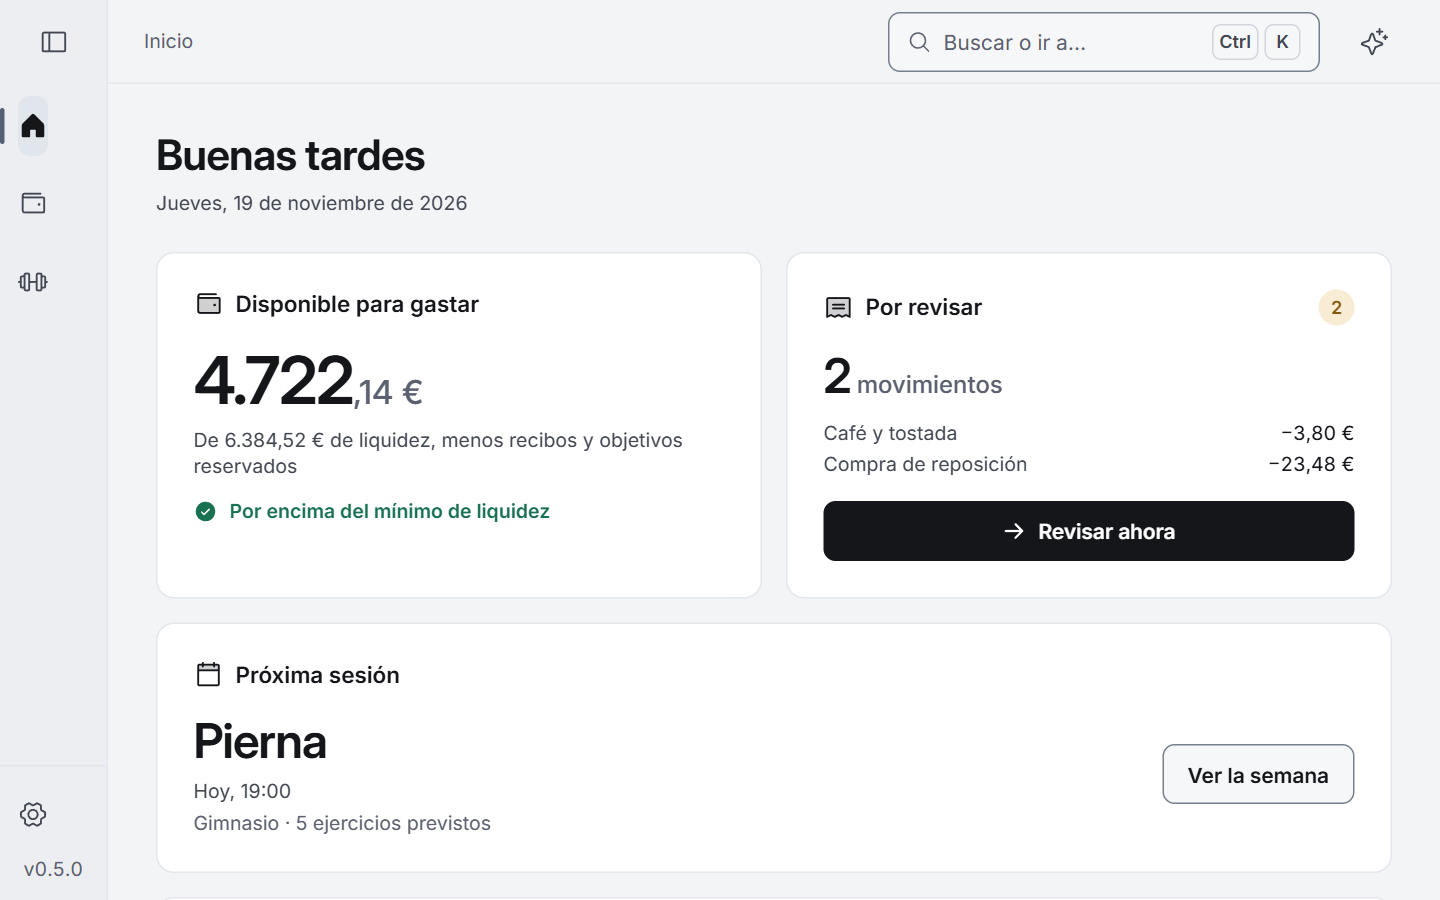 Inicio
Buscar o ir a...
Ctrl K
Buenas tardes
Jueves, 19 de noviembre de 2026
Disponible para gastar
4.722,14 €
De 6.384,52 € de liquidez, menos recibos y objetivos
reservados
Por encima del mínimo de liquidez
Por revisar
2
2 movimientos
Café y tostada −3,80 €
Compra de reposición −23,48 €
Revisar ahora
Próxima sesión
Pierna
Hoy, 19:00
Gimnasio · 5 ejercicios previstos
Ver la semana
v0.5.0